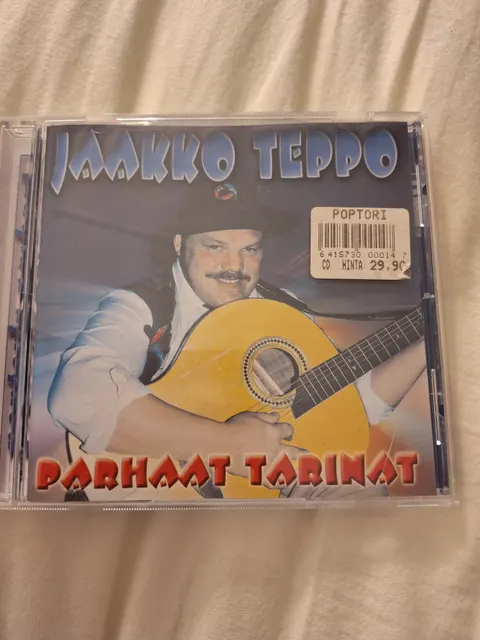 JAAKKO TEPPO
POPTORI
6 415730 00014 7
CD HINTA 29.90
PARHAAT TARINAT